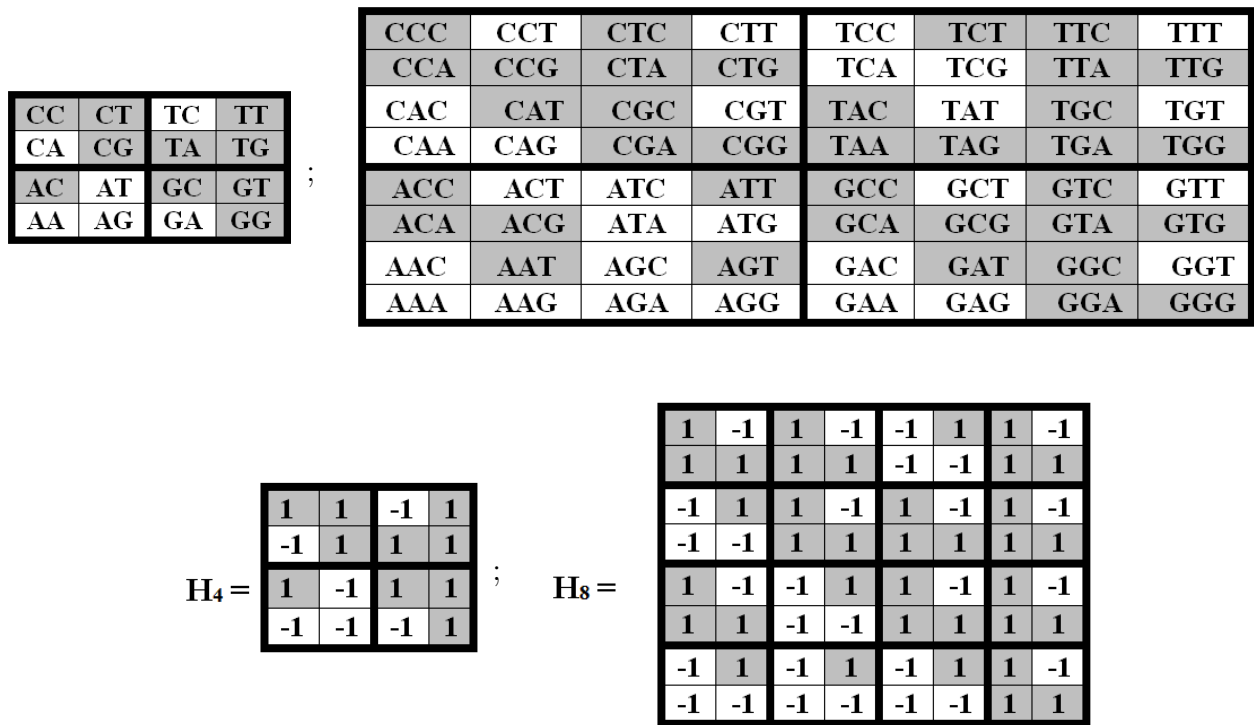 CC CT TC TT
CA CG TA TG
AC AT GC GT
AA AG GA GG
;
CCC CCT CTC CTT TCC TCT TTC TTT
CCA CCG CTA CTG TCA TCG TTA TTG
CAC CAT CGC CGT TAC TAT TGC TGT
CAA CAG CGA CGG TAA TAG TGA TGG
ACC ACT ATC ATT GCC GCT GTC GTT
ACA ACG ATA ATG GCA GCG GTA GTG
AAC AAT AGC AGT GAC GAT GGC GGT
AAA AAG AGA AGG GAA GAG GGA GGG
H4 =
1 1 -1 1
-1 1 1 1
1 -1 1 1
-1 -1 -1 1
;
H8 =
1 -1 1 -1 -1 1 1 -1
1 1 1 1 -1 -1 1 1
-1 1 1 -1 1 -1 1 -1
-1 -1 1 1 1 1 1 1
1 -1 -1 1 1 -1 1 -1
1 1 -1 -1 1 1 1 1
-1 1 -1 1 -1 1 1 -1
-1 -1 -1 -1 -1 -1 1 1